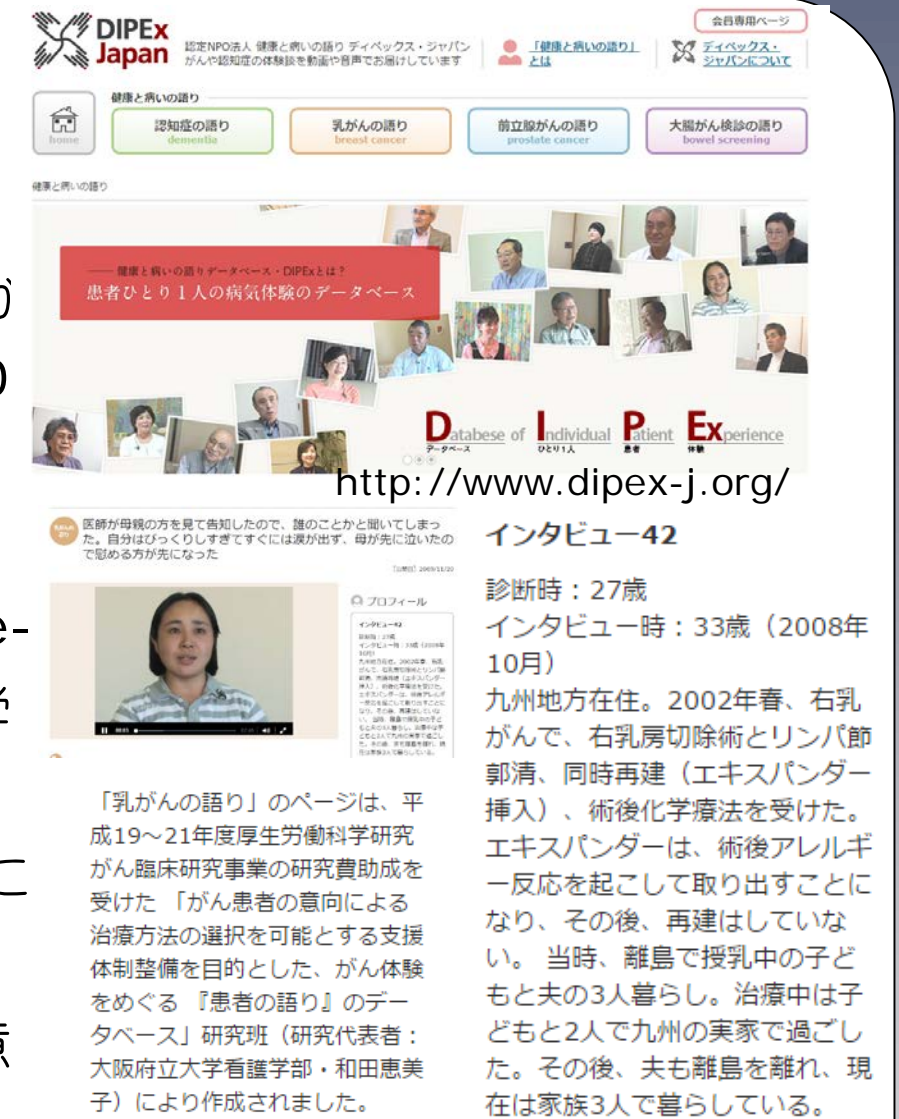 DIPEx
Japan
認定NPO法人 健康と病いの語り ディペックス・ジャパン
がんや認知症の体験談を動画や音声でお届けしています
「健康と病いの語り」
とは
会員専用ページ
ディペックス・
ジャパンについて
home
健康と病いの語り
認知症の語り
dementia
乳がんの語り
breast cancer
前立腺がんの語り
prostate cancer
大腸がん検診の語り
bowel screening
健康と病いの語り
健康と病いの語りデータベース・DIPExとは？
患者ひとり1人の病気体験のデータベース
Databese of Individual Patient Experience
データベース ひとり1人 患者 体験
http://www.dipex-j.org/
乳がんの語り
医師が母親の方を見て告知したので、誰のことかと聞いてしまっ
た。自分はびっくりしすぎてすぐには涙が出ず、母が先に泣いたの
で慰める方が先になった
プロフィール
インタビュー42
診断時：27歳
インタビュー時：33歳（2008年
10月）
九州地方在住。2002年春、右乳
がんで、右乳房切除術とリンパ節
郭清、同時再建（エキスパンダー
挿入）、術後化学療法を受けた。
エキスパンダーは、術後アレルギ
ー反応を起こして取り出すことに
なり、その後、再建はしていな
い。 当時、離島で授乳中の子ど
もと夫の3人暮らし。治療中は子
どもと2人で九州の実家で過ごし
た。その後、夫も離島を離れ、現
在は家族3人で暮らしている。
「乳がんの語り」のページは、平
成19～21年度厚生労働科学研究
がん臨床研究事業の研究費助成を
受けた 「がん患者の意向による
治療方法の選択を可能とする支援
体制整備を目的とした、がん体験
をめぐる 『患者の語り』のデー
タベース」研究班（研究代表者：
大阪府立大学看護学部・和田恵美
子）により作成されました。